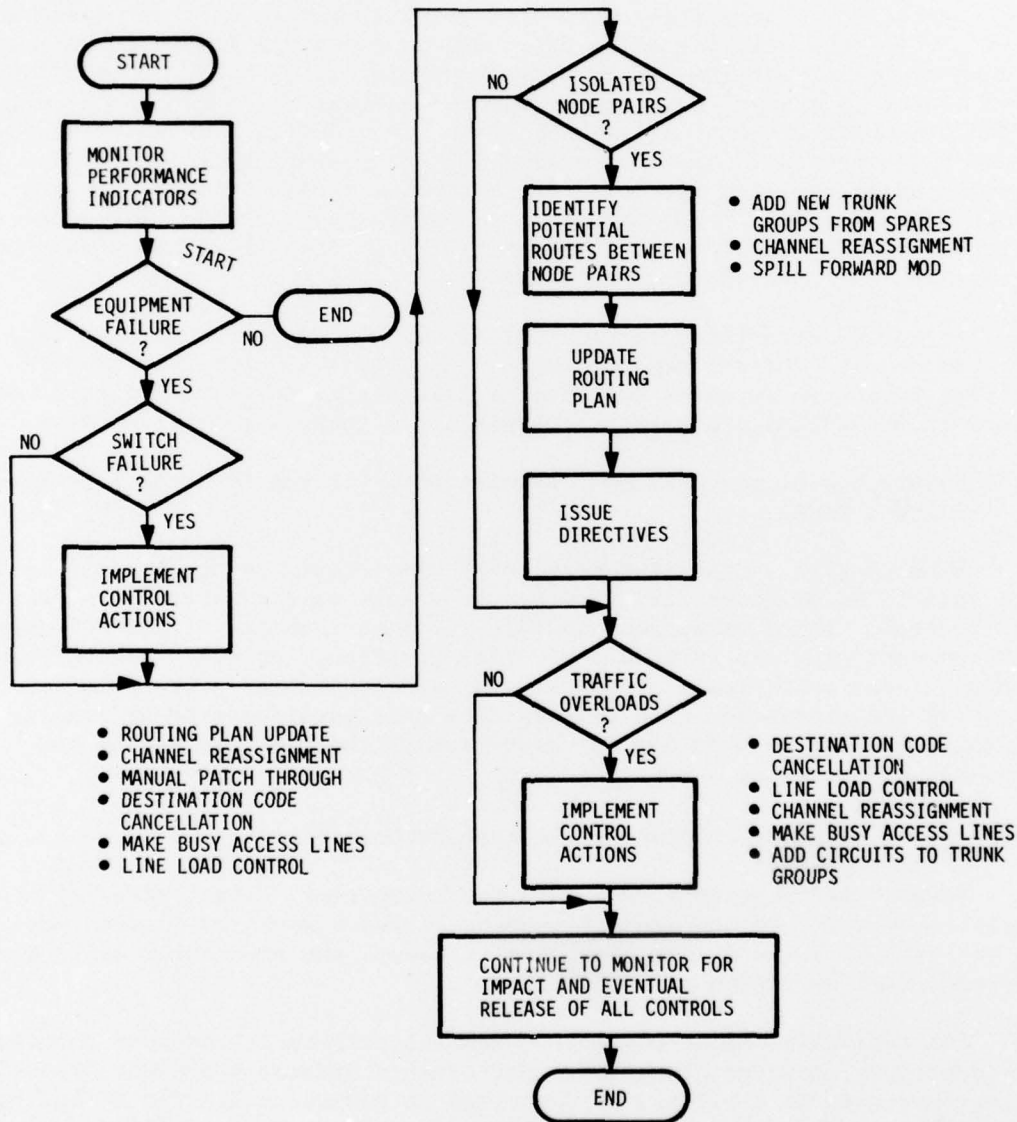 START
MONITOR
PERFORMANCE
INDICATORS
START
EQUIPMENT
FAILURE
?
NO
END
YES
NO
SWITCH
FAILURE
?
YES
IMPLEMENT
CONTROL
ACTIONS
● ROUTING PLAN UPDATE
● CHANNEL REASSIGNMENT
● MANUAL PATCH THROUGH
● DESTINATION CODE
CANCELLATION
● MAKE BUSY ACCESS LINES
● LINE LOAD CONTROL
NO
ISOLATED
NODE PAIRS
?
YES
IDENTIFY
POTENTIAL
ROUTES BETWEEN
NODE PAIRS
● ADD NEW TRUNK
GROUPS FROM SPARES
● CHANNEL REASSIGNMENT
● SPILL FORWARD MOD
UPDATE
ROUTING
PLAN
ISSUE
DIRECTIVES
NO
TRAFFIC
OVERLOADS
?
YES
IMPLEMENT
CONTROL
ACTIONS
● DESTINATION CODE
CANCELLATION
● LINE LOAD CONTROL
● CHANNEL REASSIGNMENT
● MAKE BUSY ACCESS LINES
● ADD CIRCUITS TO TRUNK
GROUPS
CONTINUE TO MONITOR FOR
IMPACT AND EVENTUAL
RELEASE OF ALL CONTROLS
END